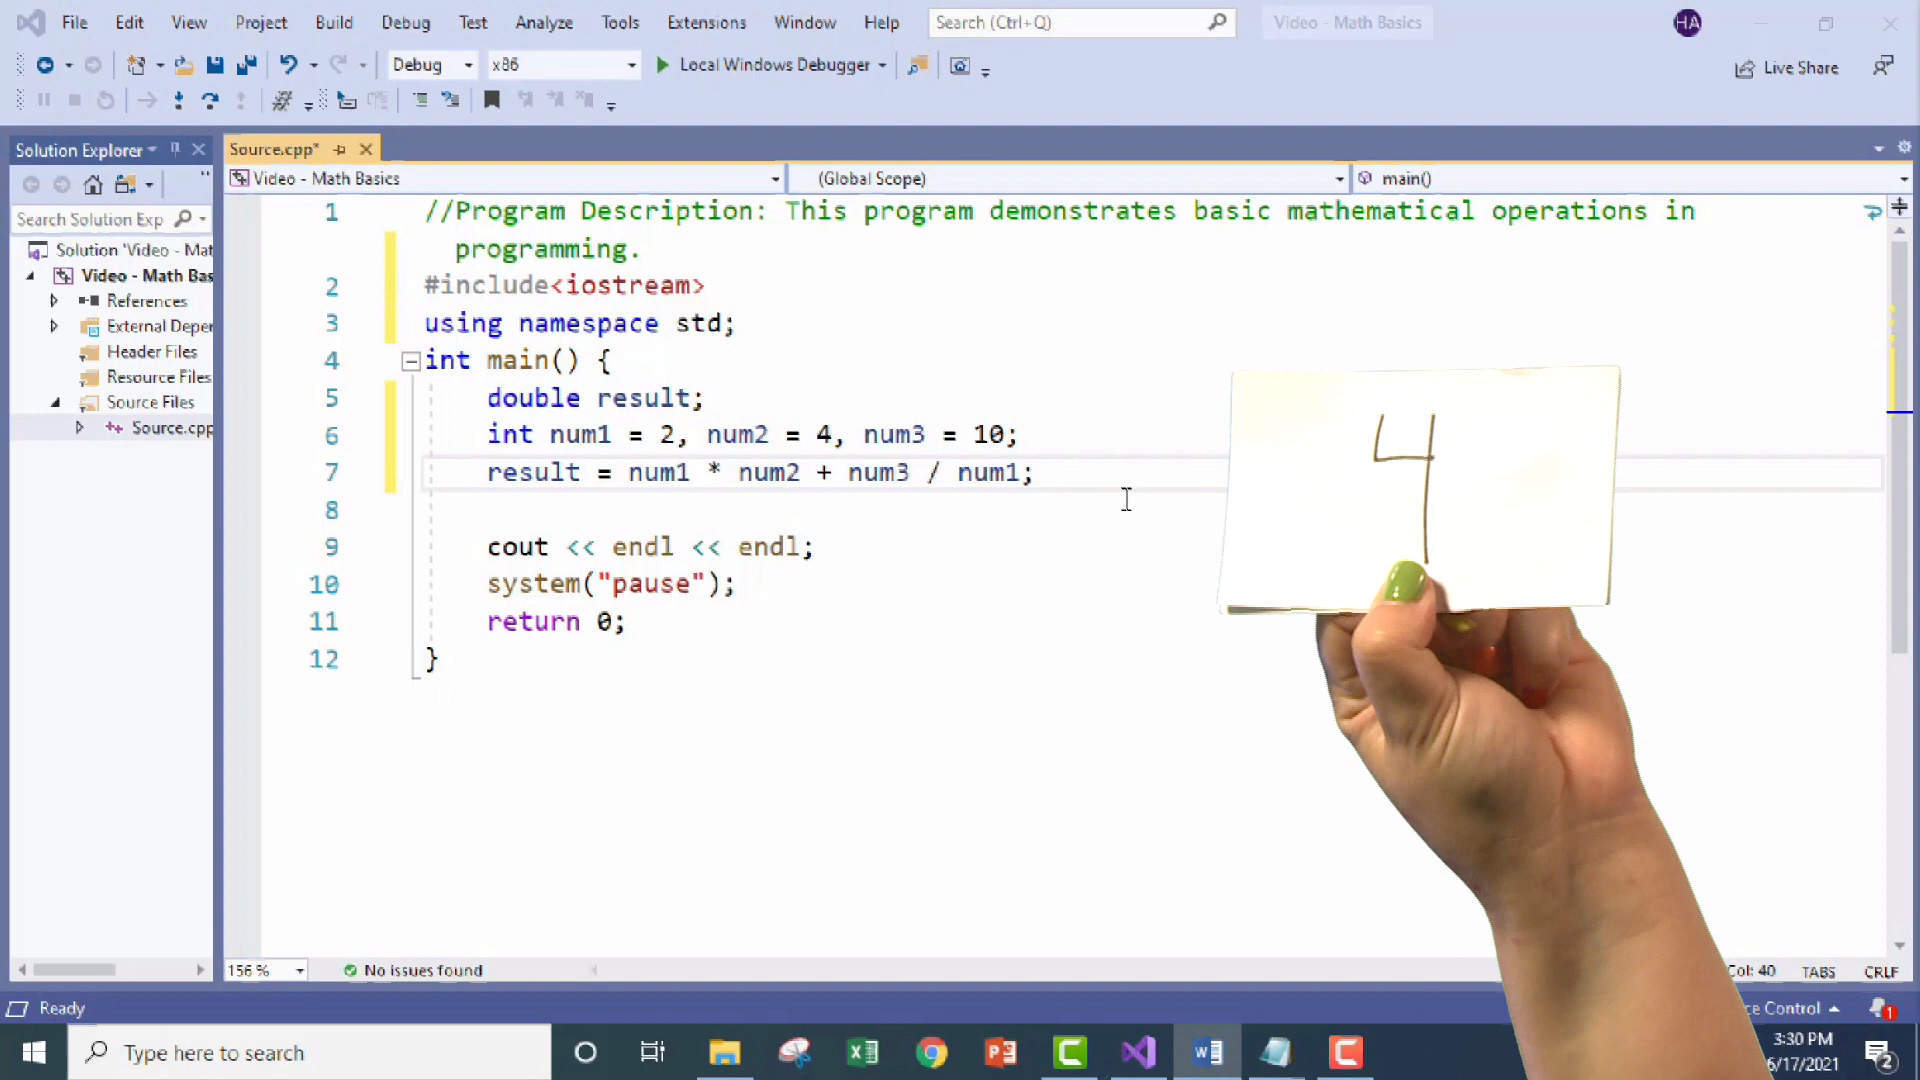 File Edit View Project Build Debug Test Analyze Tools Extensions Window Help Search (Ctrl+Q) Video - Math Basics HA
Debug x86 Local Windows Debugger Live Share
Solution Explorer
Source.cpp*
Video - Math Basics (Global Scope) main()
Search Solution Exp
Solution 'Video - Mat
Video - Math Bas
References
External Deper
Header Files
Resource Files
Source Files
Source.cpp
1 //Program Description: This program demonstrates basic mathematical operations in
programming.
2 #include<iostream>
3 using namespace std;
4 int main() {
5 double result;
6 int num1 = 2, num2 = 4, num3 = 10;
7 result = num1 * num2 + num3 / num1;
8
9 cout << endl << endl;
10 system("pause");
11 return 0;
12 }
4
156 % No issues found Col: 40 TABS CRLF
Ready ce Control 1
Type here to search
3:30 PM
6/17/2021
2